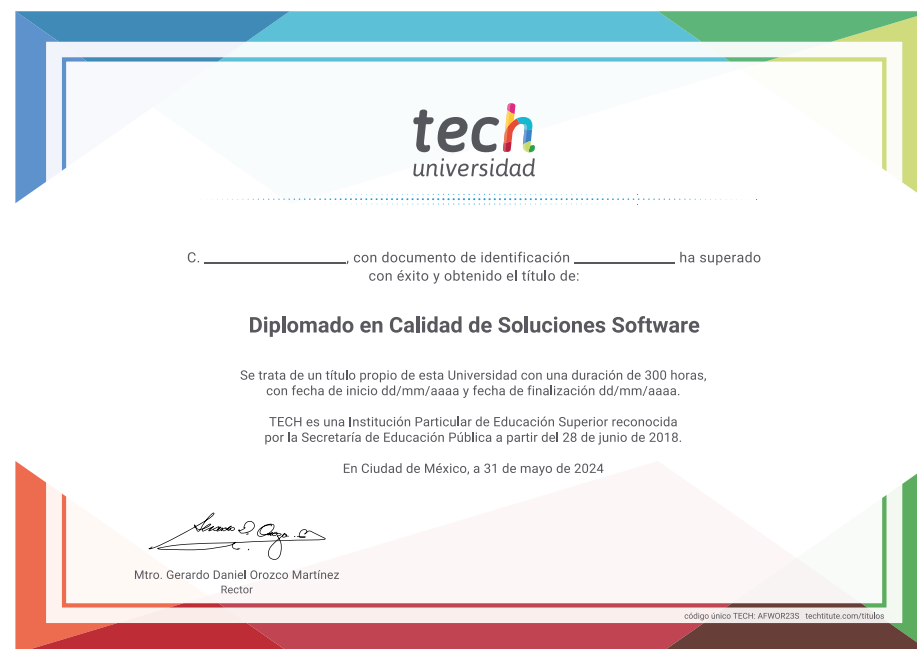 tech
universidad
C. , con documento de identificación ha superado
con éxito y obtenido el título de:
Diplomado en Calidad de Soluciones Software
Se trata de un título propio de esta Universidad con una duración de 300 horas,
con fecha de inicio dd/mm/aaaa y fecha de finalización dd/mm/aaaa.
TECH es una Institución Particular de Educación Superior reconocida
por la Secretaría de Educación Pública a partir del 28 de junio de 2018.
En Ciudad de México, a 31 de mayo de 2024
Mtro. Gerardo Daniel Orozco Martínez
Rector
código único TECH: AFWOR23S techtitute.com/titulos